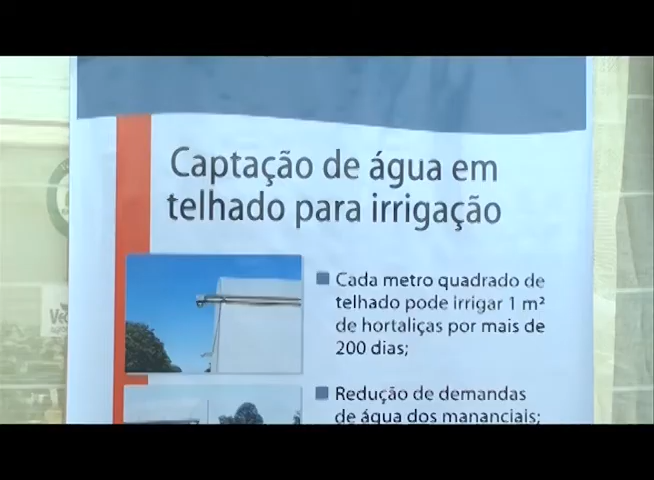 Captação de água em
telhado para irrigação
Cada metro quadrado de
telhado pode irrigar 1 m²
de hortaliças por mais de
200 dias;
Redução de demandas
de água dos mananciais;